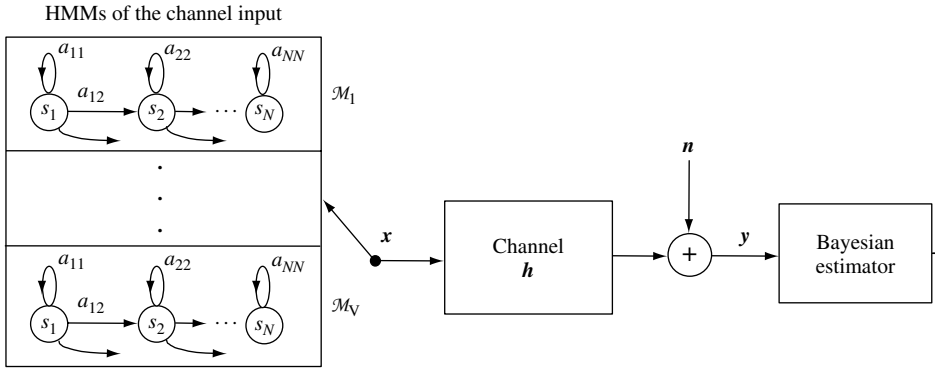 HMMs of the channel input
a11 a22 aNN
a12
s1 s2 ... sN
ℳ1
.
.
.
a11 a22 aNN
a12
s1 s2 ... sN
ℳV
x
Channel
h
n
+
y
Bayesian
estimator